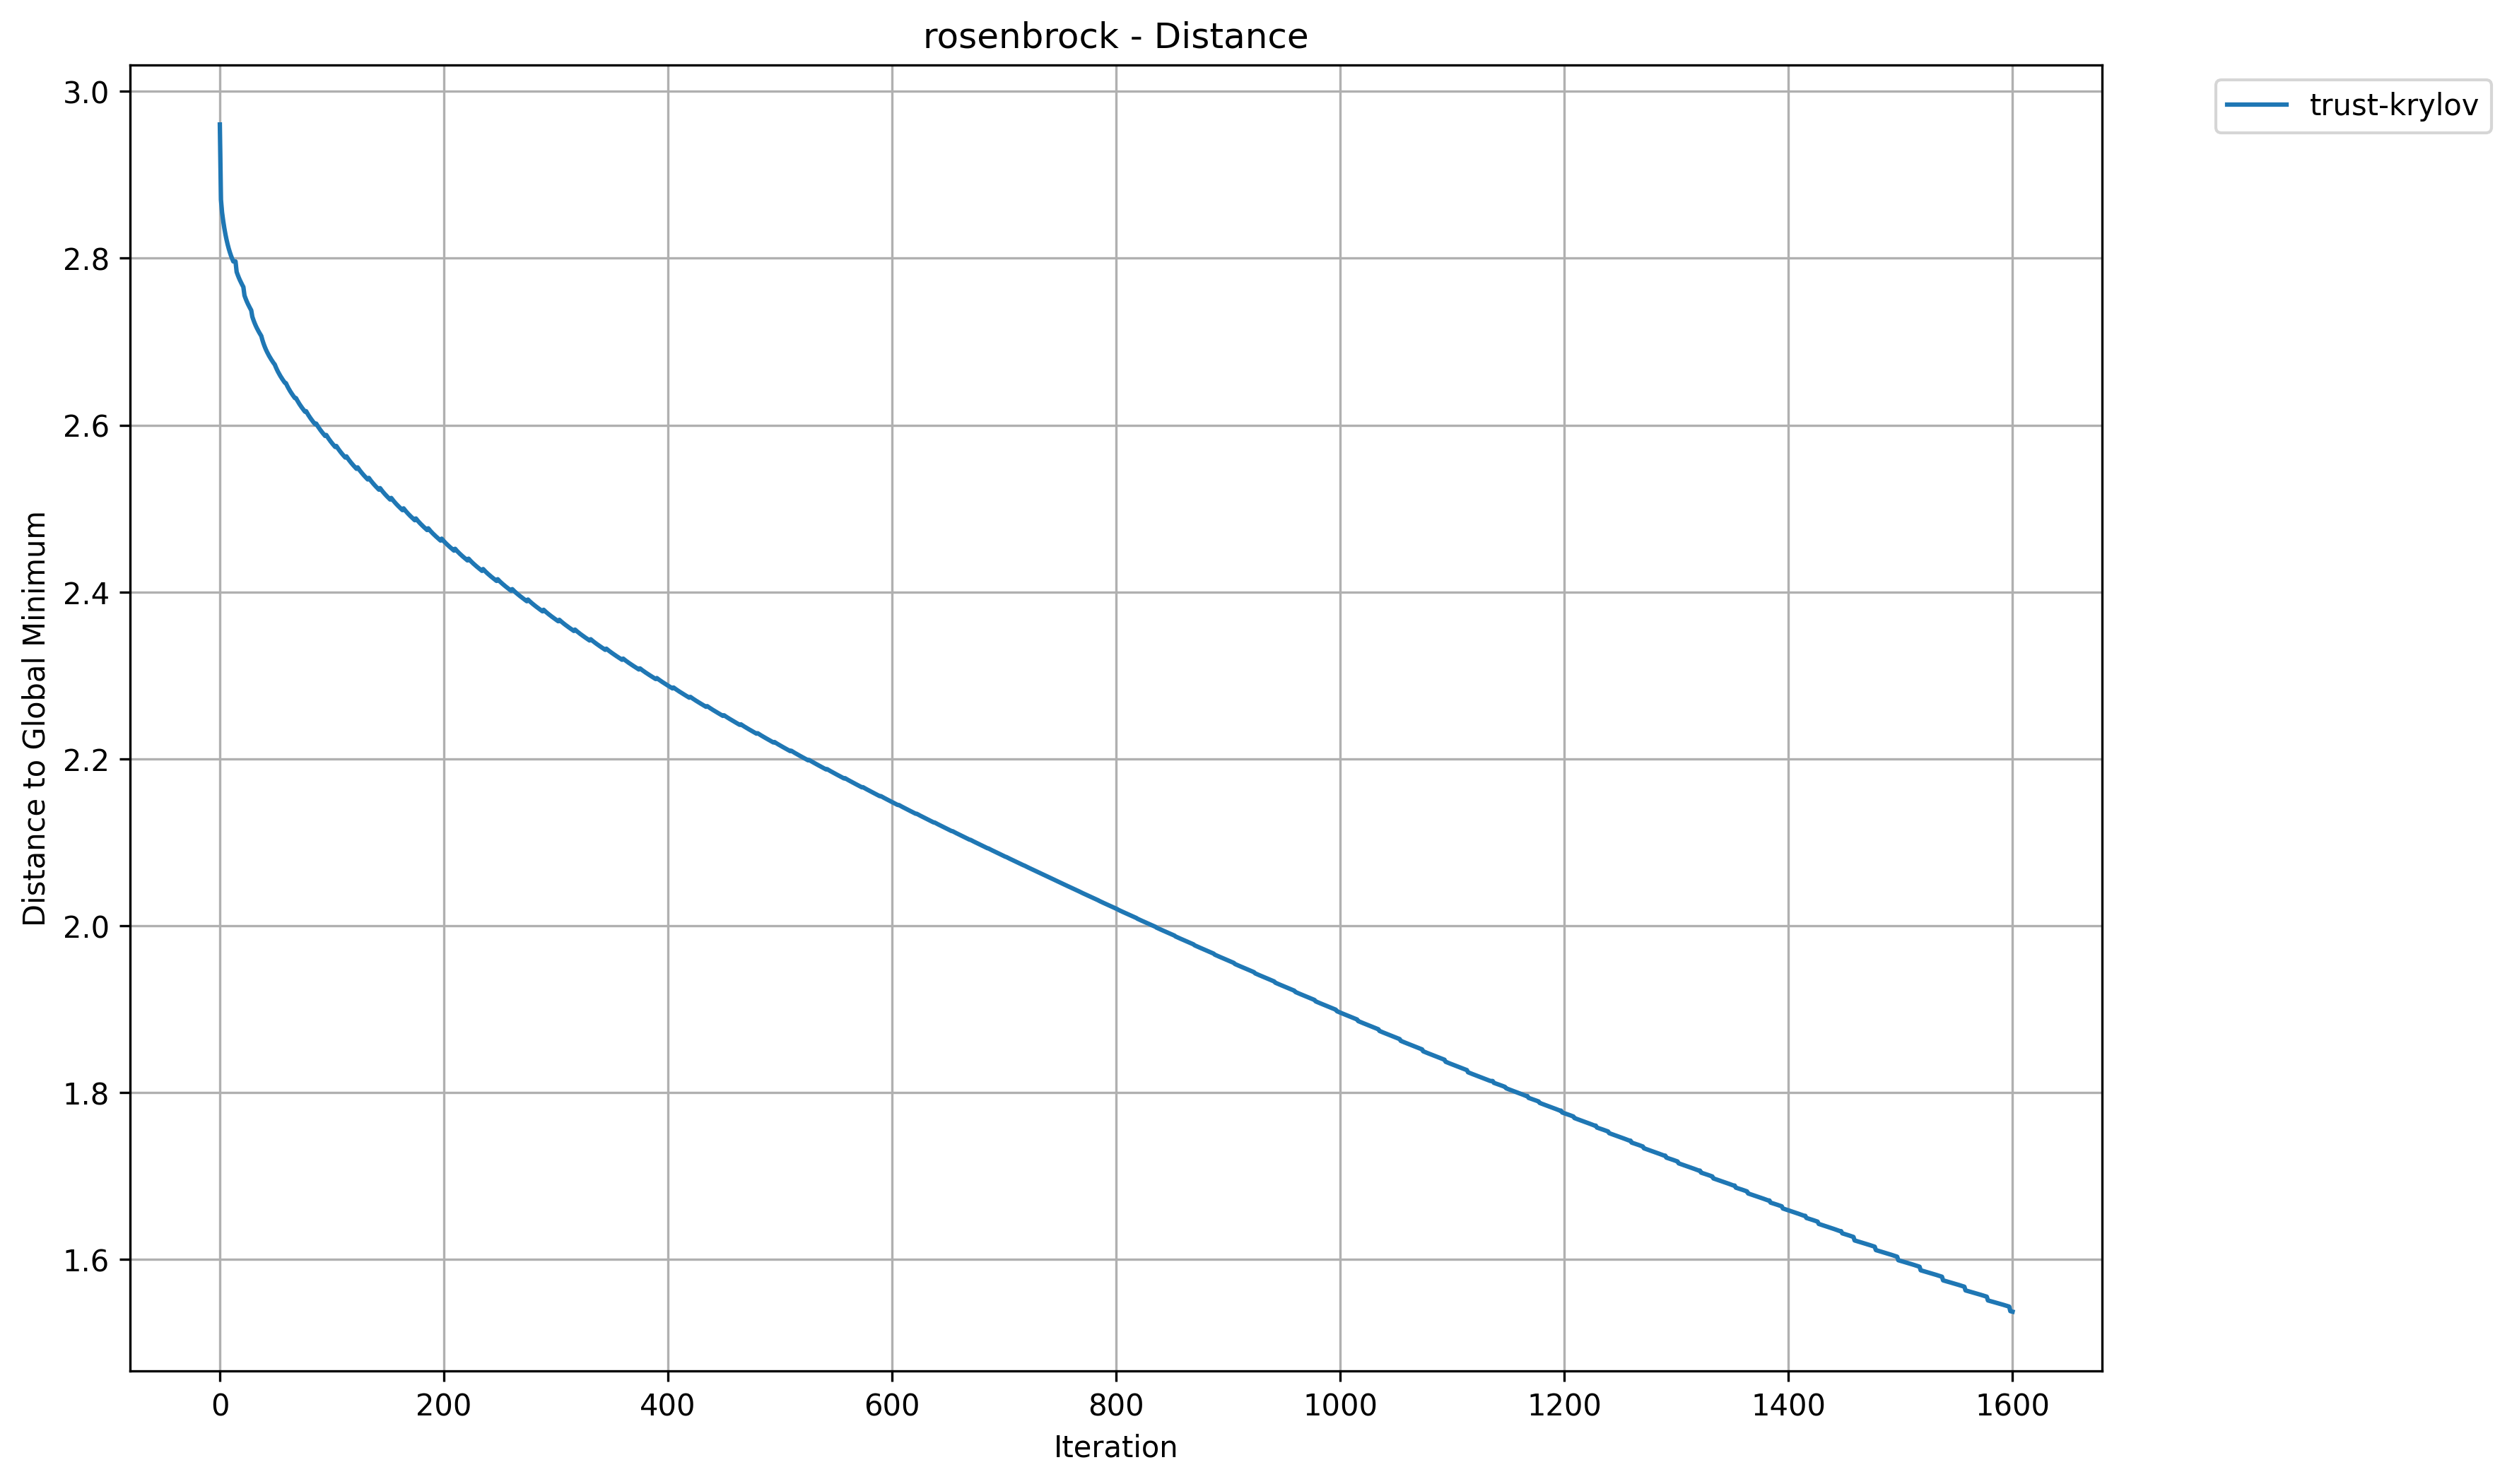 rosenbrock - Distance
trust-krylov
Distance to Global Minimum
3.0
2.8
2.6
2.4
2.2
2.0
1.8
1.6
0 200 400 600 800 1000 1200 1400 1600
Iteration